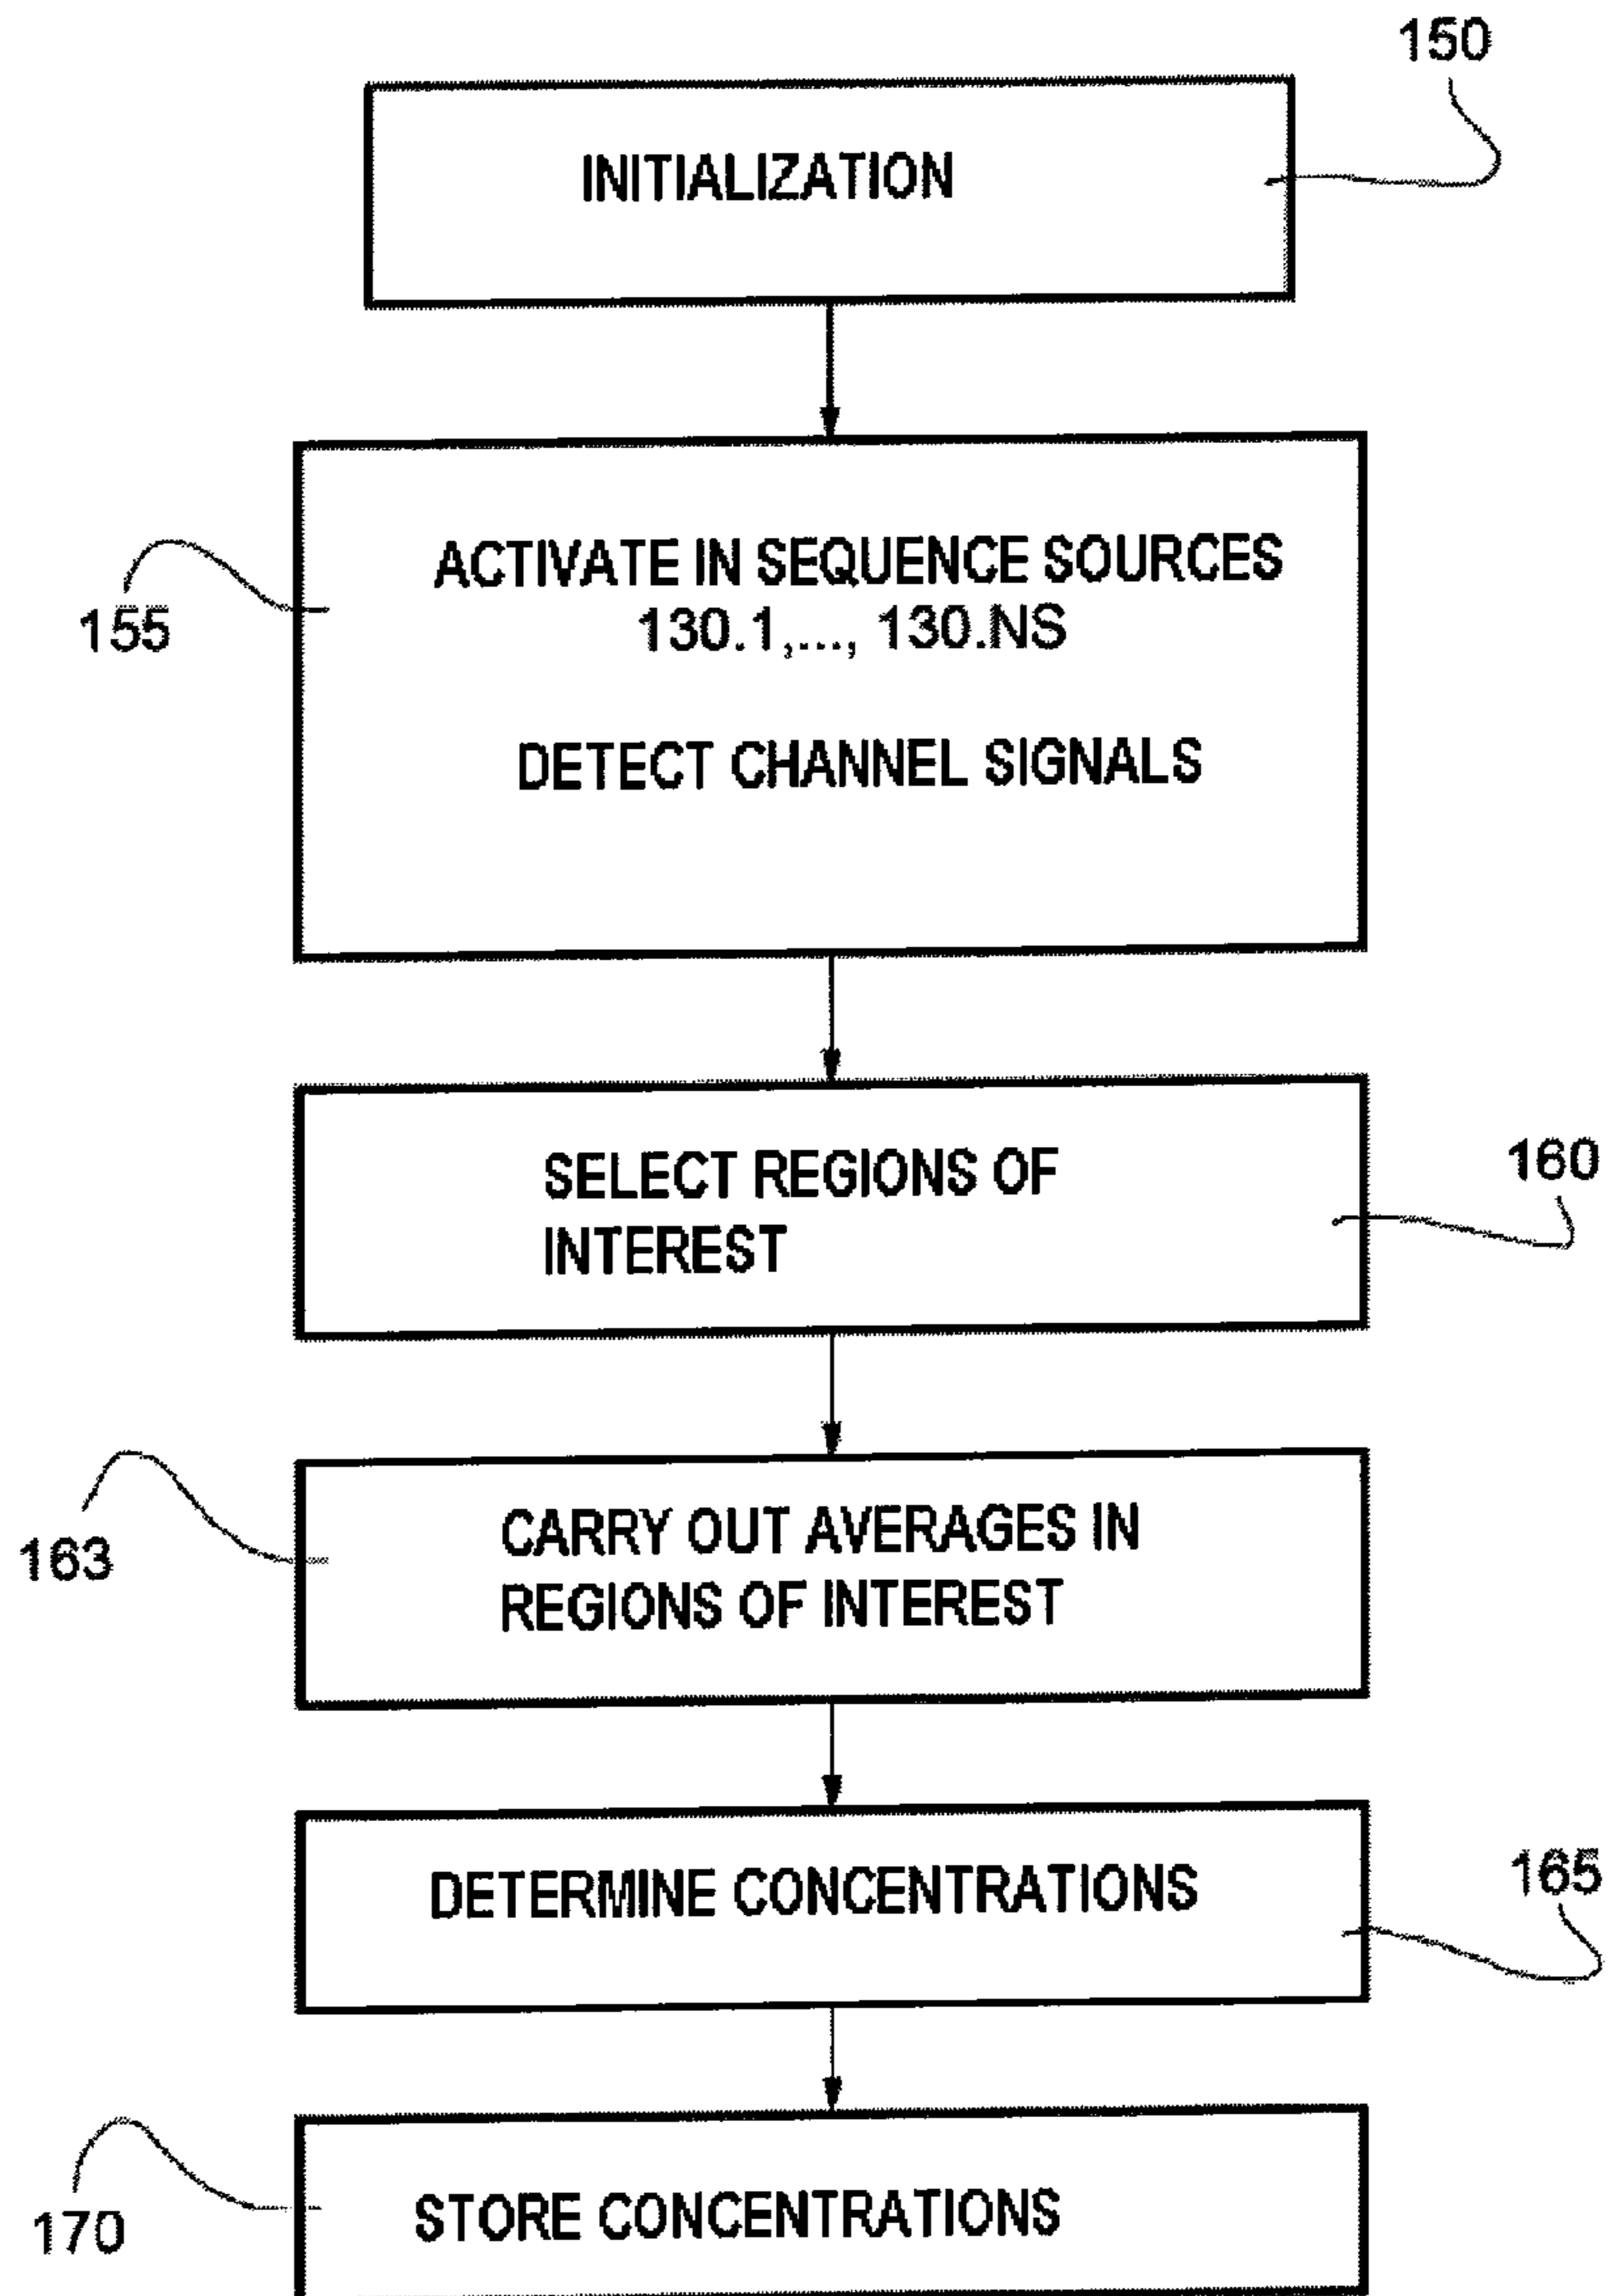 150
INITIALIZATION
ACTIVATE IN SEQUENCE SOURCES
130.1,..., 130.NS
155
DETECT CHANNEL SIGNALS
SELECT REGIONS OF
160
INTEREST
CARRY OUT AVERAGES IN
163
REGIONS OF INTEREST
DETERMINE CONCENTRATIONS
165
STORE CONCENTRATIONS
170